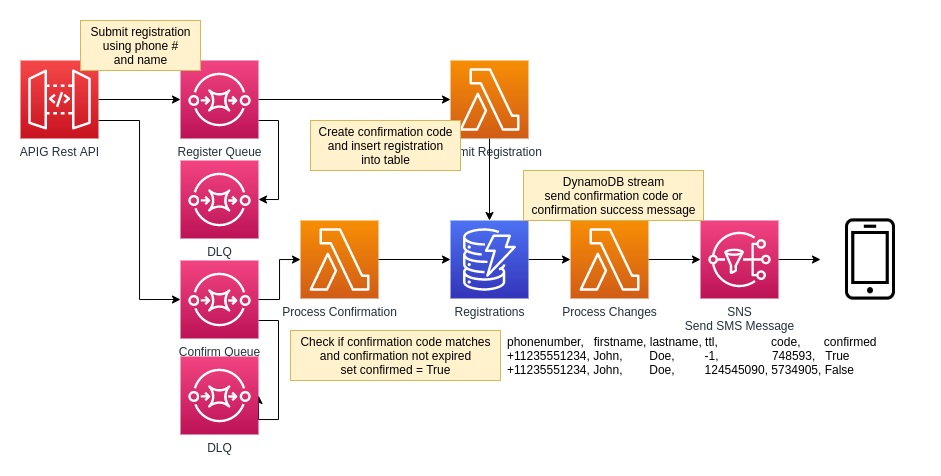 Submit registration
using phone #
and name
APIG Rest API
Register Queue
Create confirmation code
and insert registration
into table
mit Registration
DLQ
DynamoDB stream
send confirmation code or
confirmation success message
Process Confirmation
Registrations
Process Changes
SNS
Send SMS Message
Confirm Queue
Check if confirmation code matches
and confirmation not expired
set confirmed = True
phonenumber, firstname, lastname, ttl, code, confirmed
+11235551234, John, Doe, -1, 748593, True
+11235551234, John, Doe, 124545090, 5734905, False
DLQ